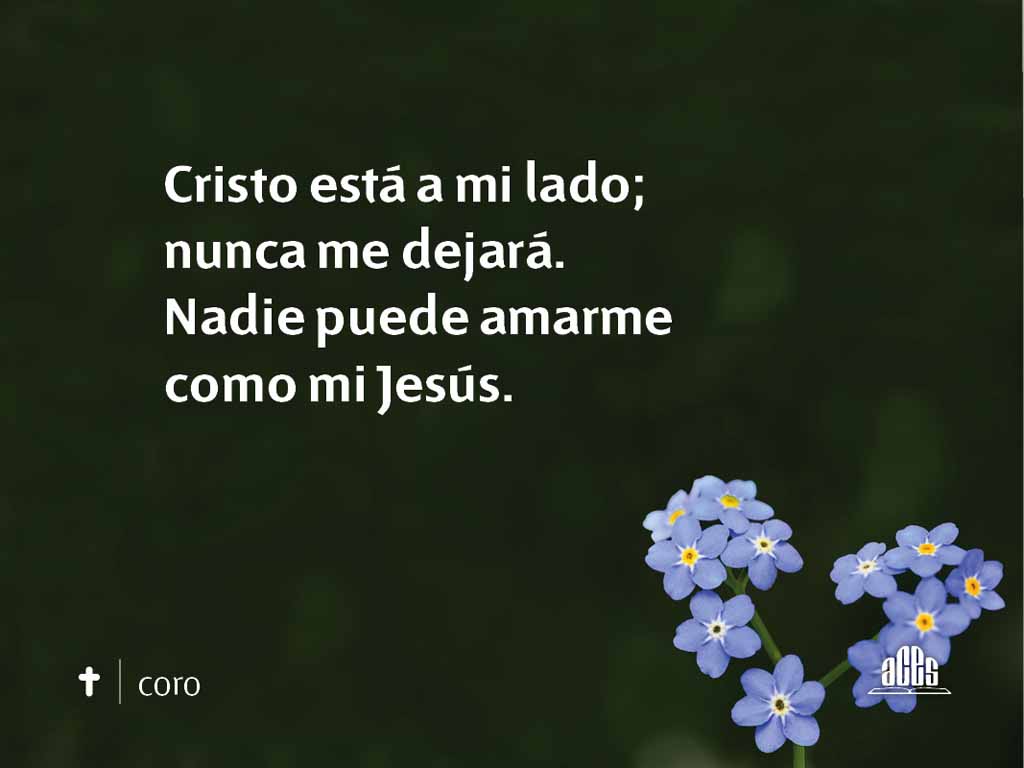 Cristo está a mi lado;
nunca me dejará.
Nadie puede amarme
como mi Jesús.
coro
aces